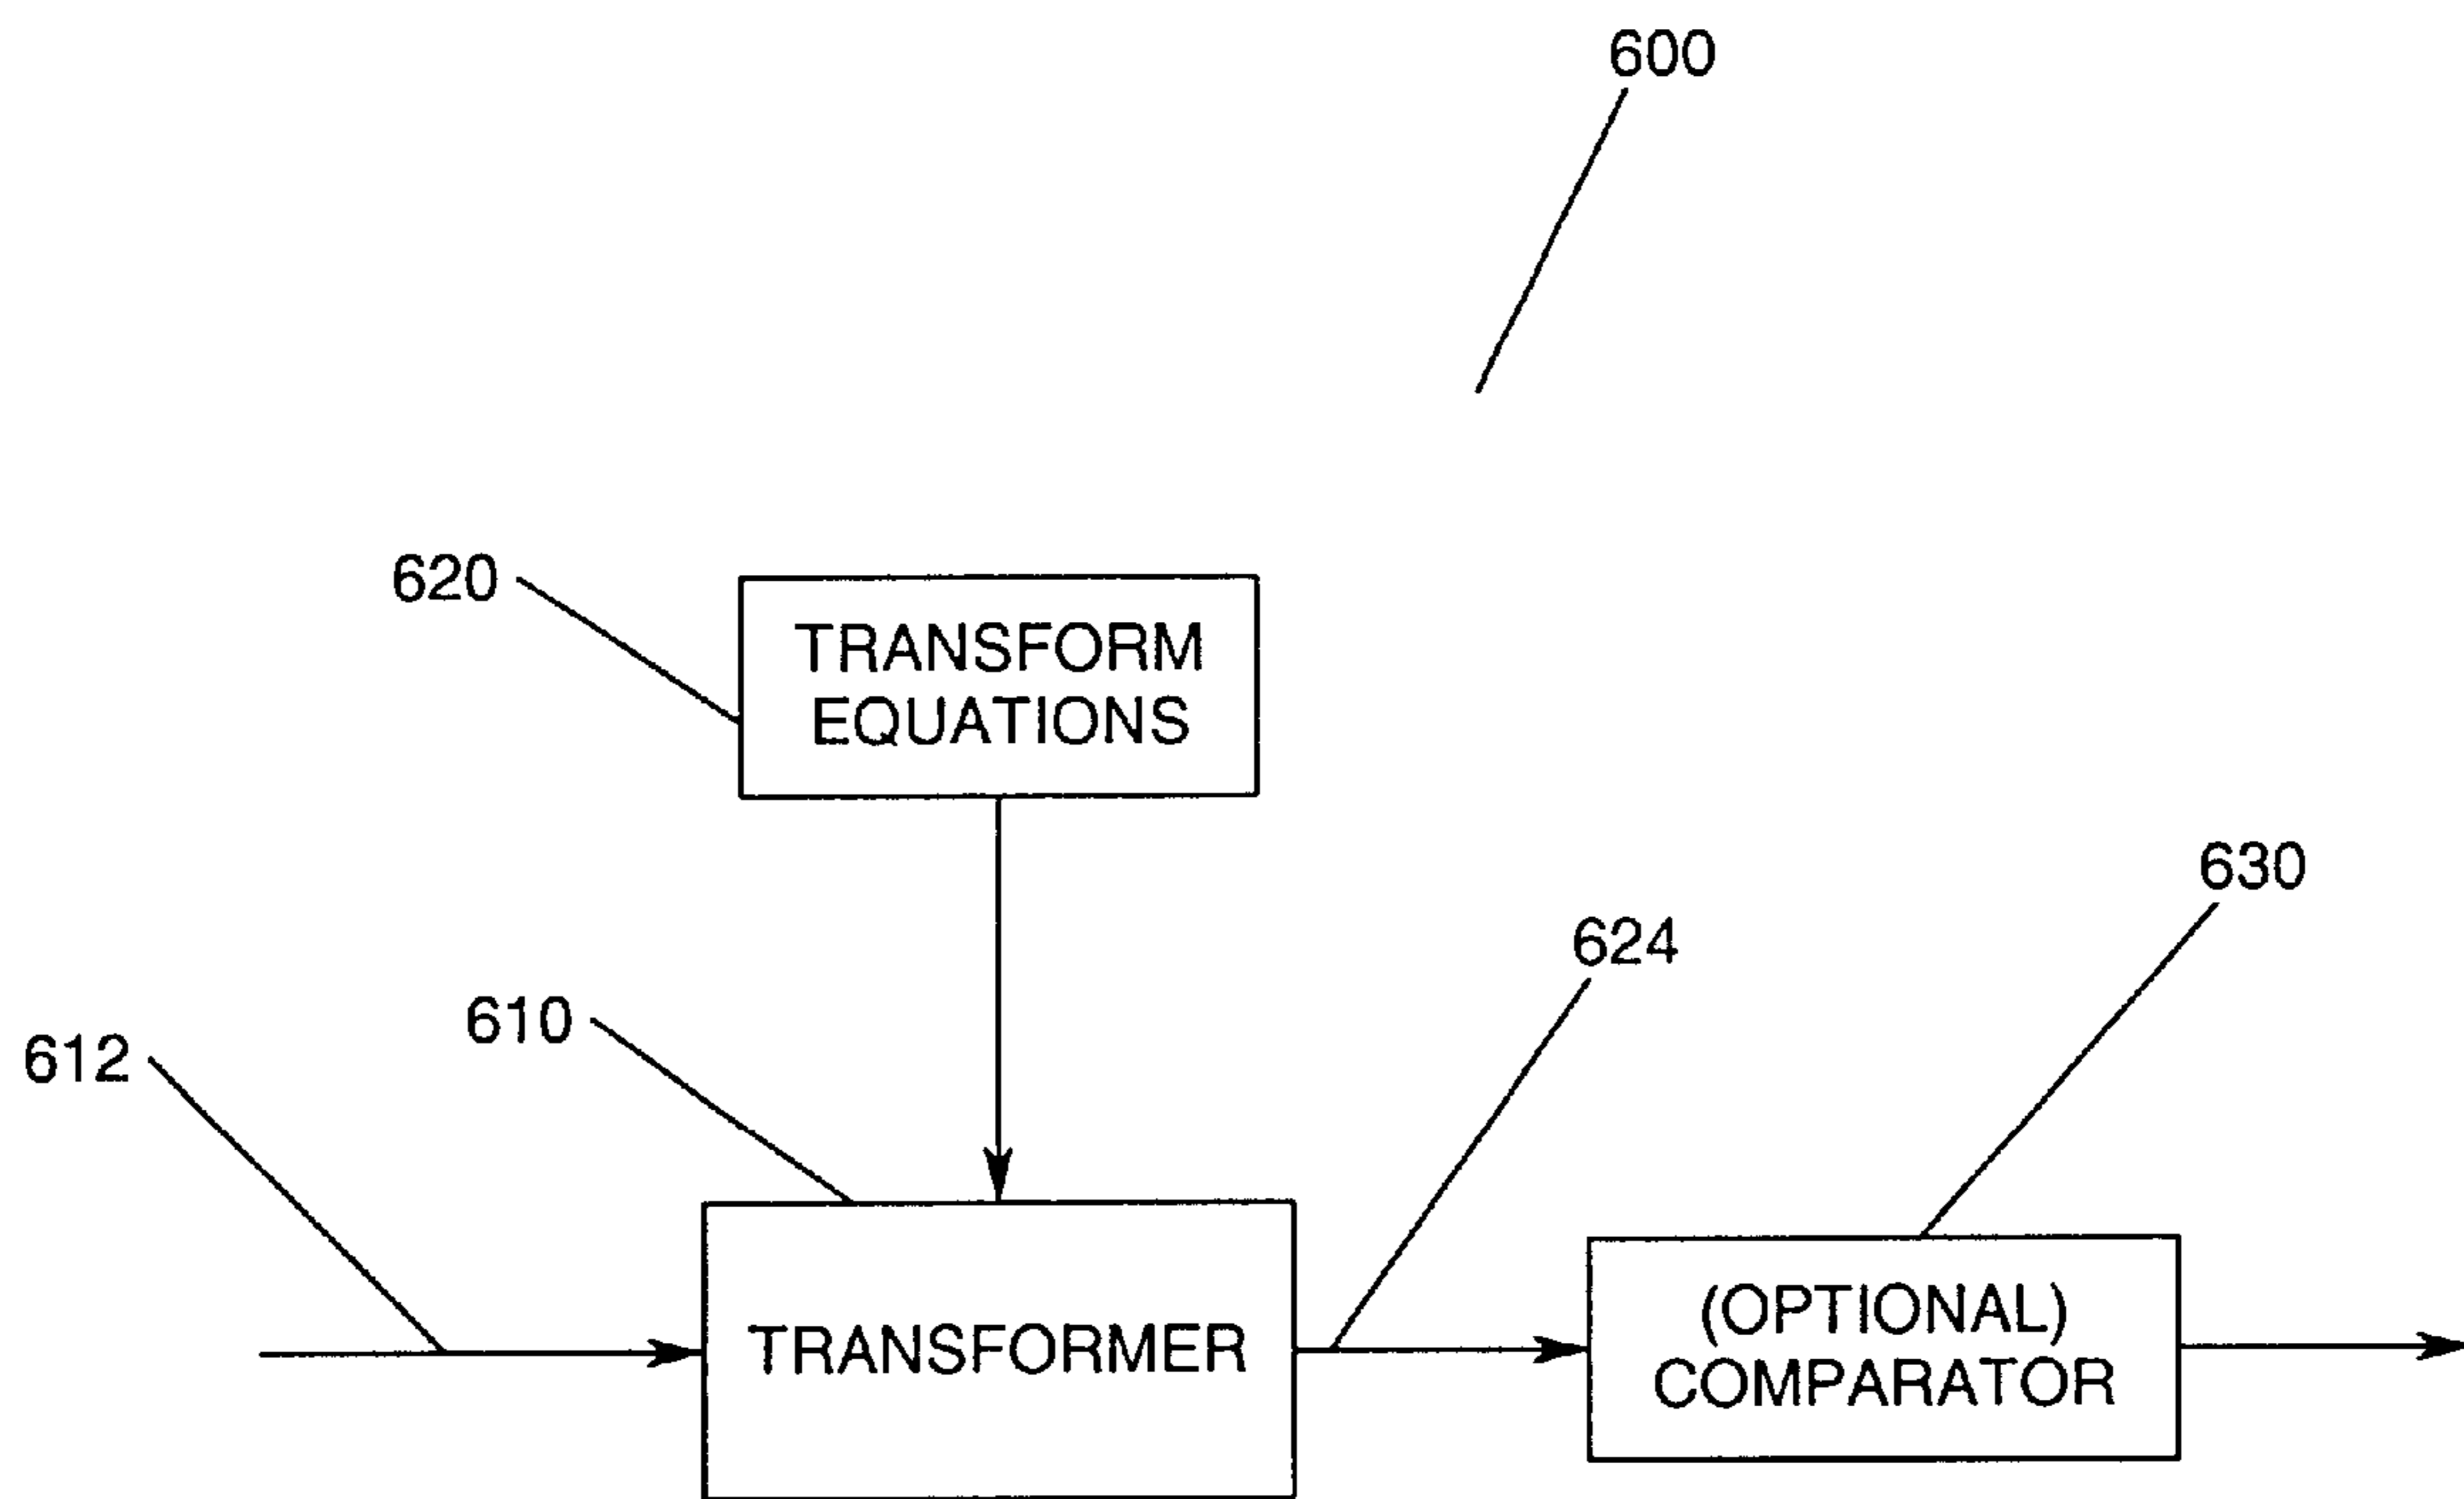 600
620
TRANSFORM
EQUATIONS
630
624
610
612
(OPTIONAL)
TRANSFORMER
COMPARATOR